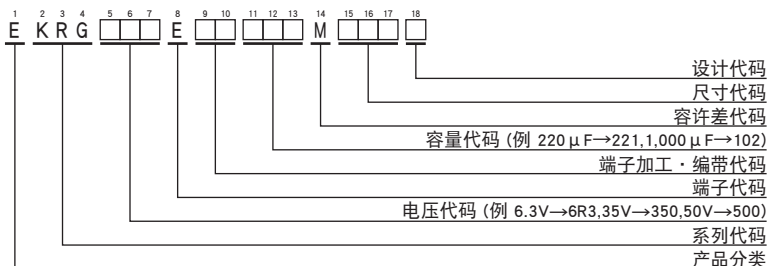 1 2 3 4 5 6 7 8 9 10 11 12 13 14 15 16 17 18
E K R G □□□ E □□ □□□ M □□□ □
设计代码
尺寸代码
容许差代码
容量代码 (例 220μF→221,1,000μF→102)
端子加工・编带代码
端子代码
电压代码 (例 6.3V→6R3,35V→350,50V→500)
系列代码
产品分类